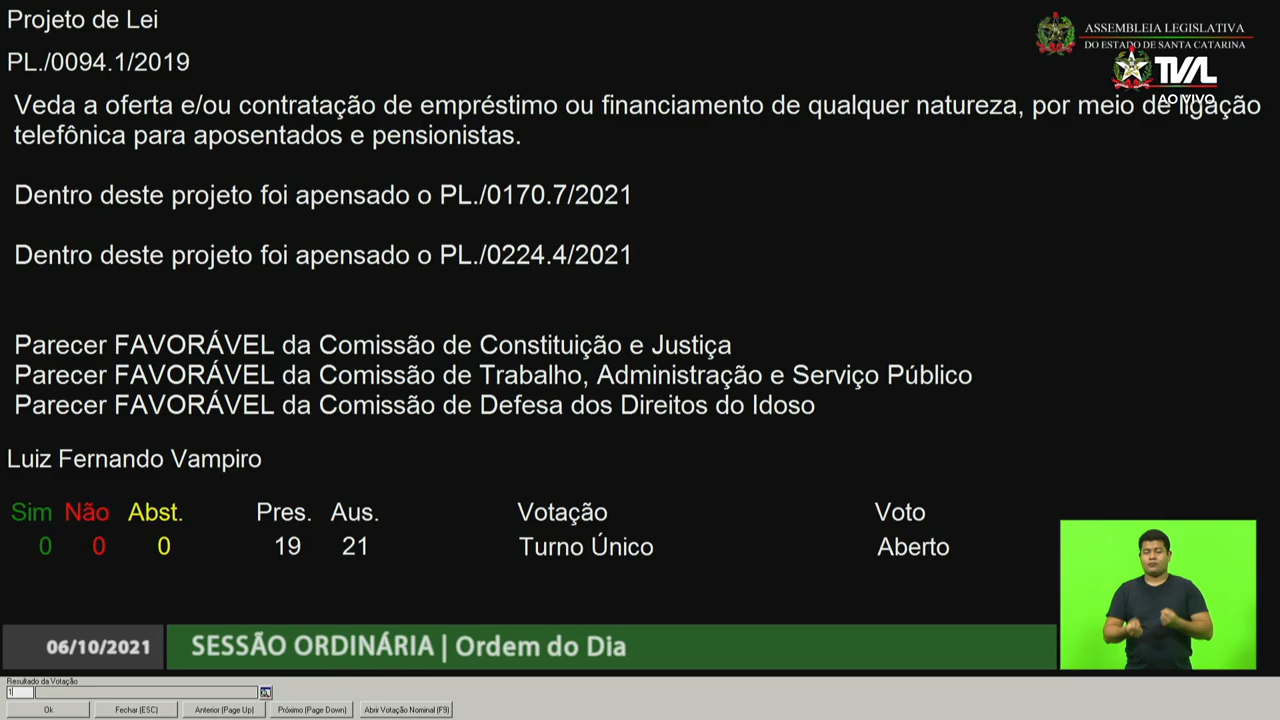 Projeto de Lei
PL./0094.1/2019
ASSEMBLEIA LEGISLATIVA
DO ESTADO DE SANTA CATARINA
TVAL
AO VIVO
Veda a oferta e/ou contratação de empréstimo ou financiamento de qualquer natureza, por meio de ligação
telefônica para aposentados e pensionistas.
Dentro deste projeto foi apensado o PL./0170.7/2021
Dentro deste projeto foi apensado o PL./0224.4/2021
Parecer FAVORÁVEL da Comissão de Constituição e Justiça
Parecer FAVORÁVEL da Comissão de Trabalho, Administração e Serviço Público
Parecer FAVORÁVEL da Comissão de Defesa dos Direitos do Idoso
Luiz Fernando Vampiro
Sim Não Abst. Pres. Aus. Votação Voto
0 0 0 19 21 Turno Único Aberto
06/10/2021 SESSÃO ORDINÁRIA | Ordem do Dia
Resultado da Votação
1
Ok Fechar (ESC) Anterior (Page Up) Próximo (Page Down) Abrir Votação Nominal (F9)